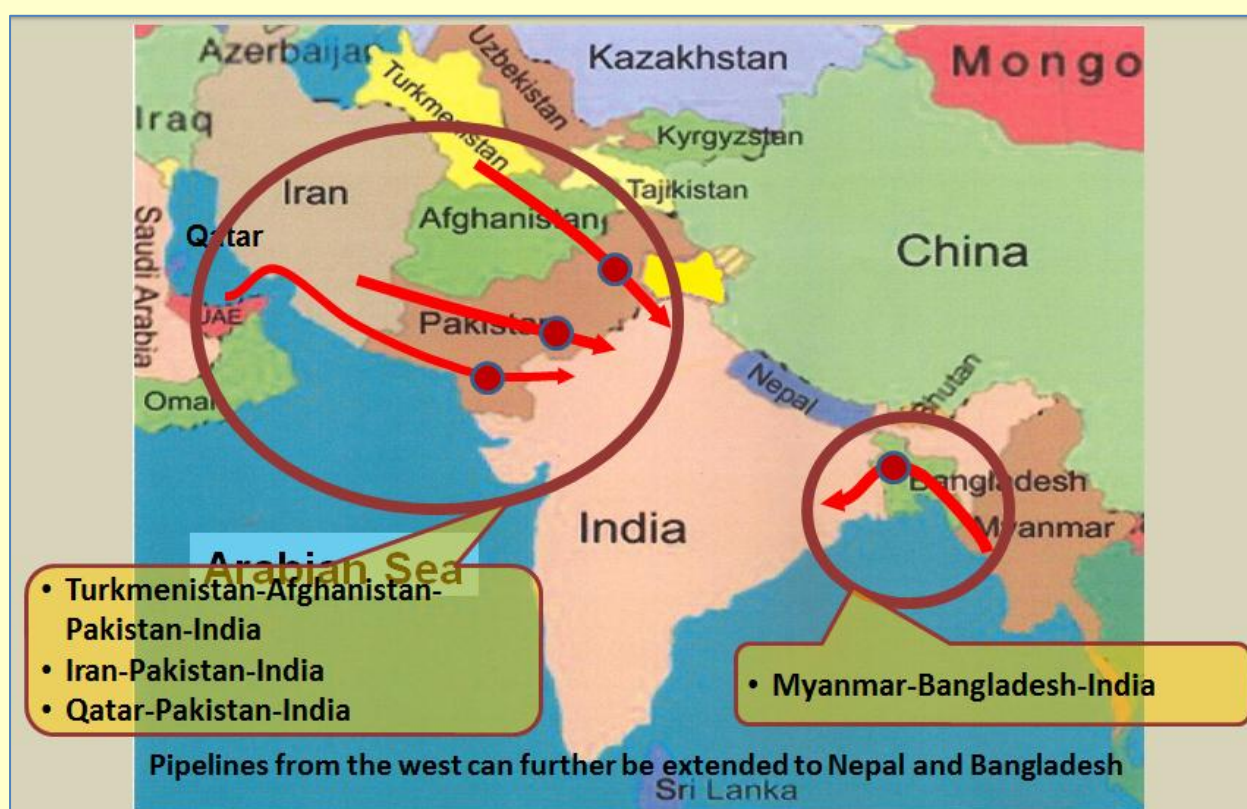 Azerbaijan
Uzbekistan
Kazakhstan
Mongo
Turkmenistan
Iraq
Kyrgyzstan
Iran
Tajikistan
Afghanistan
Saudi Arabia
Qatar
China
UAE
Pakistan
Nepal
Bhutan
Oman
Bangladesh
India
Myanmar
Arabian Sea
• Turkmenistan-Afghanistan-
Pakistan-India
• Iran-Pakistan-India
• Qatar-Pakistan-India
• Myanmar-Bangladesh-India
Pipelines from the west can further be extended to Nepal and Bangladesh
Sri Lanka